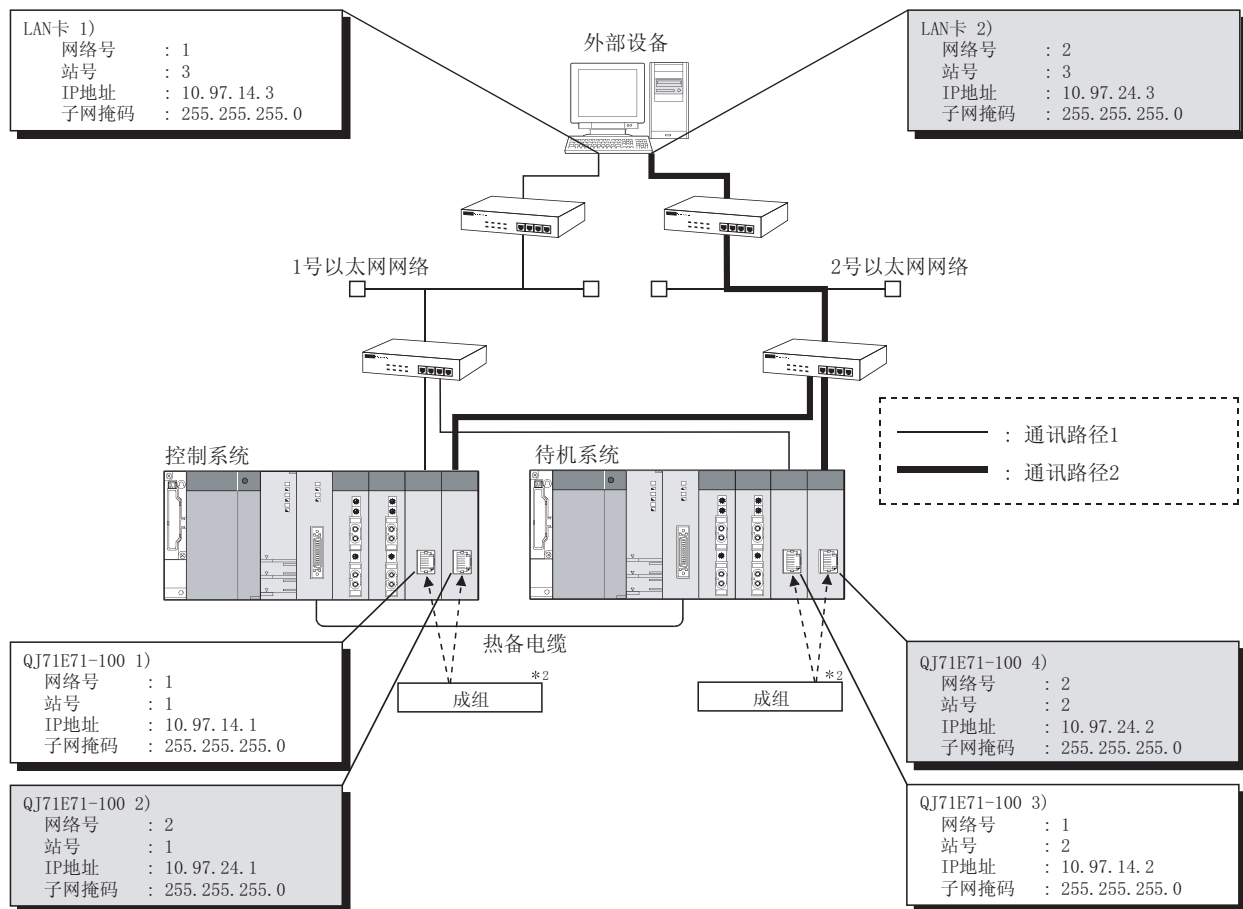 LAN卡 1)
网络号 : 1
站号 : 3
IP地址 : 10.97.14.3
子网掩码 : 255.255.255.0
外部设备
LAN卡 2)
网络号 : 2
站号 : 3
IP地址 : 10.97.24.3
子网掩码 : 255.255.255.0
1号以太网网络
2号以太网网络
: 通讯路径1
: 通讯路径2
控制系统
待机系统
热备电缆
*2
成组
*2
成组
QJ71E71-100 1)
网络号 : 1
站号 : 1
IP地址 : 10.97.14.1
子网掩码 : 255.255.255.0
QJ71E71-100 4)
网络号 : 2
站号 : 2
IP地址 : 10.97.24.2
子网掩码 : 255.255.255.0
QJ71E71-100 2)
网络号 : 2
站号 : 1
IP地址 : 10.97.24.1
子网掩码 : 255.255.255.0
QJ71E71-100 3)
网络号 : 1
站号 : 2
IP地址 : 10.97.14.2
子网掩码 : 255.255.255.0